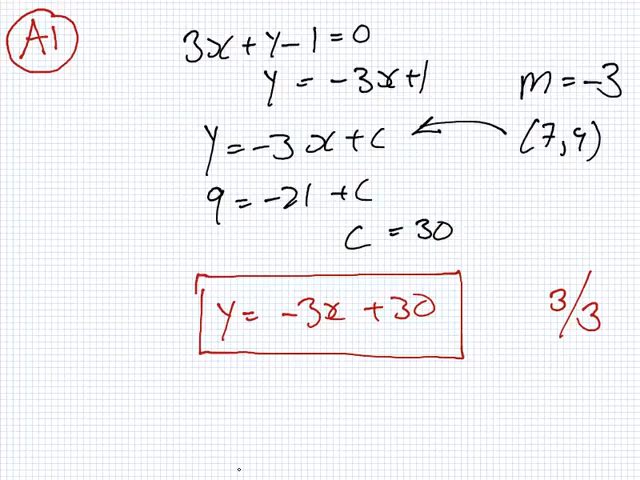 A1
3x + y - 1 = 0
y = -3x + 1
m = -3
y = -3x + c
(7, 9)
9 = -21 + c
c = 30
y = -3x + 30
3/3